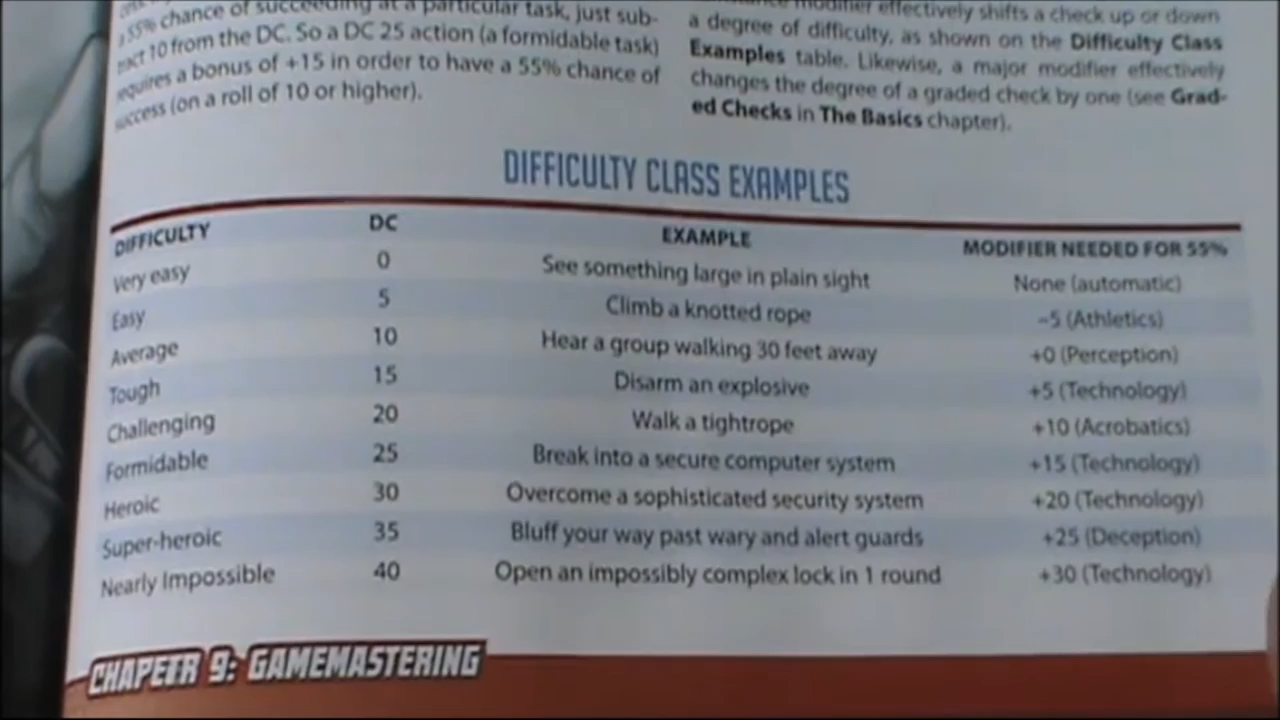 55% chance of succeeding at a particular task, just sub-
tract 10 from the DC. So a DC 25 action (a formidable task)
requires a bonus of +15 in order to have a 55% chance of
success (on a roll of 10 or higher).
modifier effectively shifts a check up or down
a degree of difficulty, as shown on the Difficulty Class
Examples table. Likewise, a major modifier effectively
changes the degree of a graded check by one (see Grad-
ed Checks in The Basics chapter).
DIFFICULTY CLASS EXAMPLES
DIFFICULTY DC EXAMPLE MODIFIER NEEDED FOR 55%
Very easy 0 See something large in plain sight None (automatic)
Easy 5 Climb a knotted rope –5 (Athletics)
Average 10 Hear a group walking 30 feet away +0 (Perception)
Tough 15 Disarm an explosive +5 (Technology)
Challenging 20 Walk a tightrope +10 (Acrobatics)
Formidable 25 Break into a secure computer system +15 (Technology)
Heroic 30 Overcome a sophisticated security system +20 (Technology)
Super-heroic 35 Bluff your way past wary and alert guards +25 (Deception)
Nearly Impossible 40 Open an impossibly complex lock in 1 round +30 (Technology)
CHAPETR 9: GAMEMASTERING